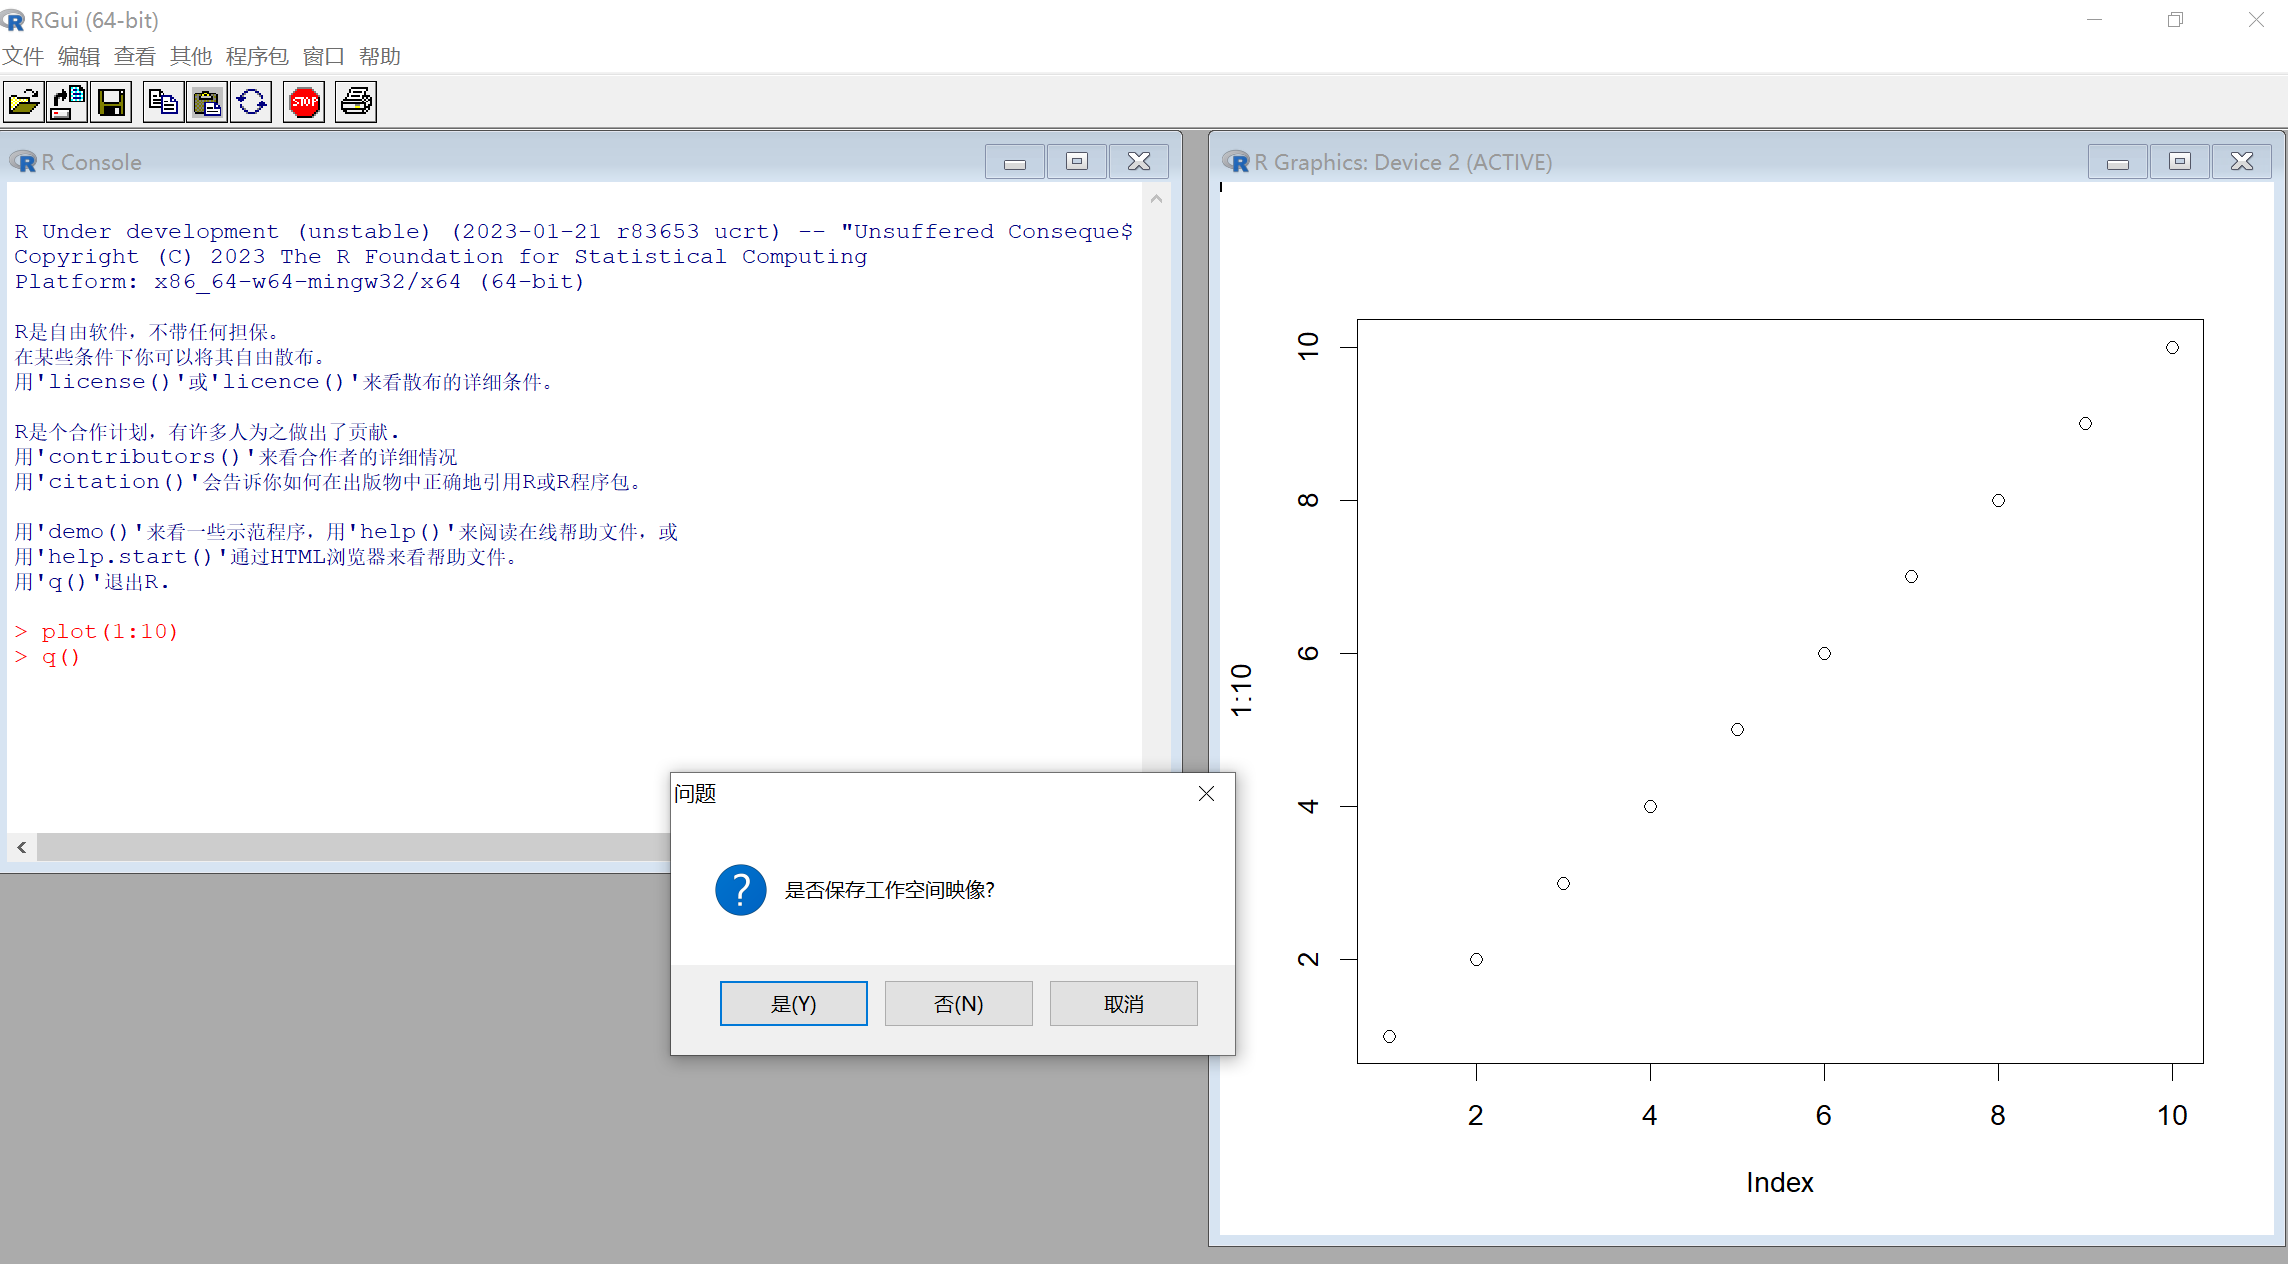 RGui (64-bit)
文件 编辑 查看 其他 程序包 窗口 帮助
STOP
R Console
R Under development (unstable) (2023-01-21 r83653 ucrt) -- "Unsuffered Conseque$
Copyright (C) 2023 The R Foundation for Statistical Computing
Platform: x86_64-w64-mingw32/x64 (64-bit)
R是自由软件，不带任何担保。
在某些条件下你可以将其自由散布。
用'license()'或'licence()'来看散布的详细条件。
R是个合作计划，有许多人为之做出了贡献.
用'contributors()'来看合作者的详细情况
用'citation()'会告诉你如何在出版物中正确地引用R或R程序包。
用'demo()'来看一些示范程序，用'help()'来阅读在线帮助文件，或
用'help.start()'通过HTML浏览器来看帮助文件。
用'q()'退出R.
> plot(1:10)
> q()
问题
是否保存工作空间映像?
是(Y) 否(N) 取消
R Graphics: Device 2 (ACTIVE)
10
8
6
4
2
1:10
2 4 6 8 10
Index